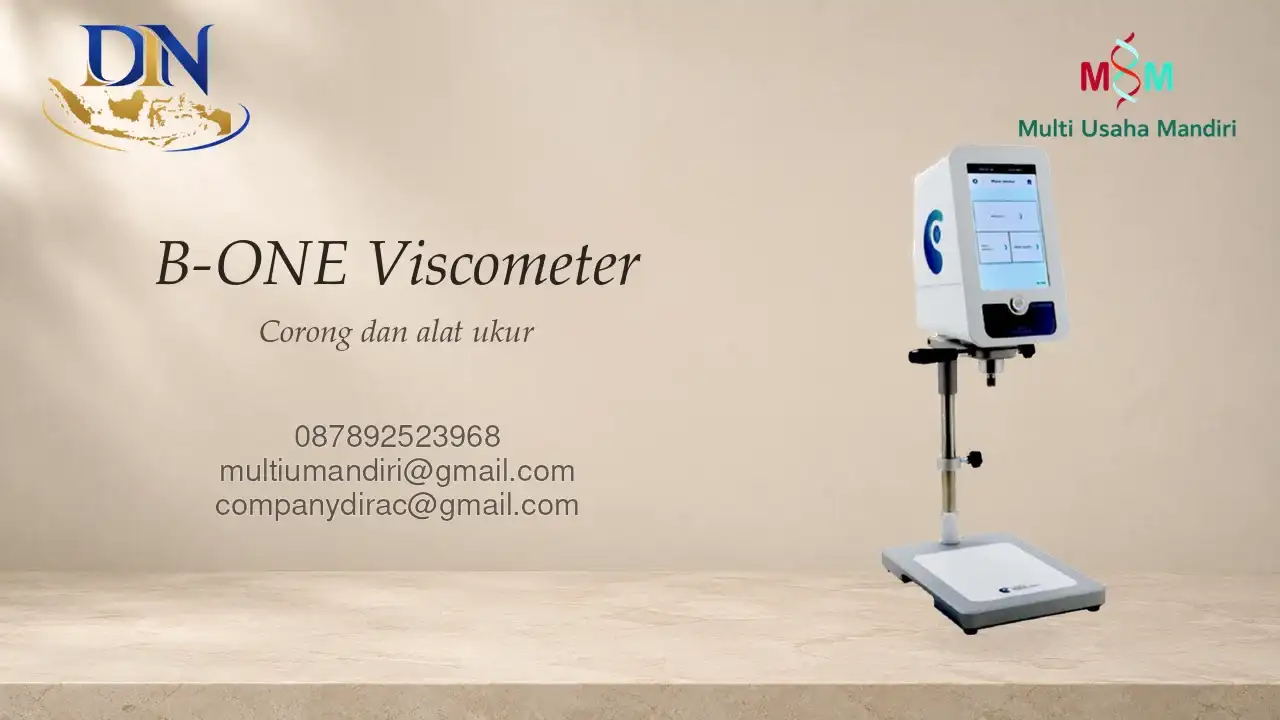 DN
M M
Multi Usaha Mandiri
B-ONE Viscometer
Corong dan alat ukur
087892523968
multiumandiri@gmail.com
companydirac@gmail.com